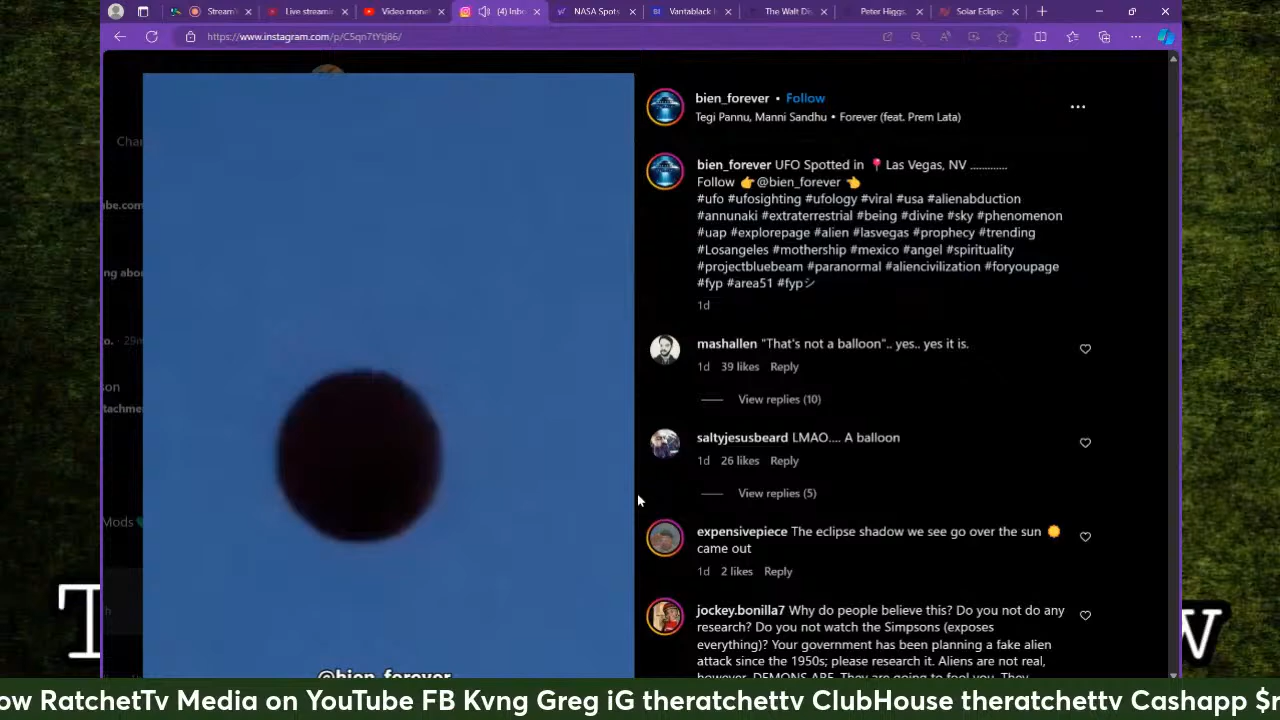 Stream
Live streami
Video mone
(4) Inbo
NASA Spots
Vantablack
The Walt Di
Peter Higgs,
Solar Eclipse
https://www.instagram.com/p/C5qn7tYtj86/
bien_forever • Follow
Tegi Pannu, Manni Sandhu • Forever (feat. Prem Lata)
bien_forever UFO Spotted in 📍 Las Vegas, NV .............
Follow 👉@bien_forever 👈
#ufo #ufosighting #ufology #viral #usa #alienabduction
#annunaki #extraterrestrial #being #divine #sky #phenomenon
#uap #explorepage #alien #lasvegas #prophecy #trending
#Losangeles #mothership #mexico #angel #spirituality
#projectbluebeam #paranormal #aliencivilization #foryoupage
#fyp #area51 #fypシ
1d
mashallen "That's not a balloon".. yes.. yes it is.
1d 39 likes Reply
View replies (10)
saltyjesusbeard LMAO.... A balloon
1d 26 likes Reply
View replies (5)
expensivepiece The eclipse shadow we see go over the sun ☀️
came out
1d 2 likes Reply
jockey.bonilla7 Why do people believe this? Do you not do any
research? Do you not watch the Simpsons (exposes
everything)? Your government has been planning a fake alien
attack since the 1950s; please research it. Aliens are not real,
however, DEMONS ARE. They are going to fool you. They
@bien_forever
Mods
ow RatchetTv Media on YouTube FB Kvng Greg iG theratchettv ClubHouse theratchettv Cashapp $r